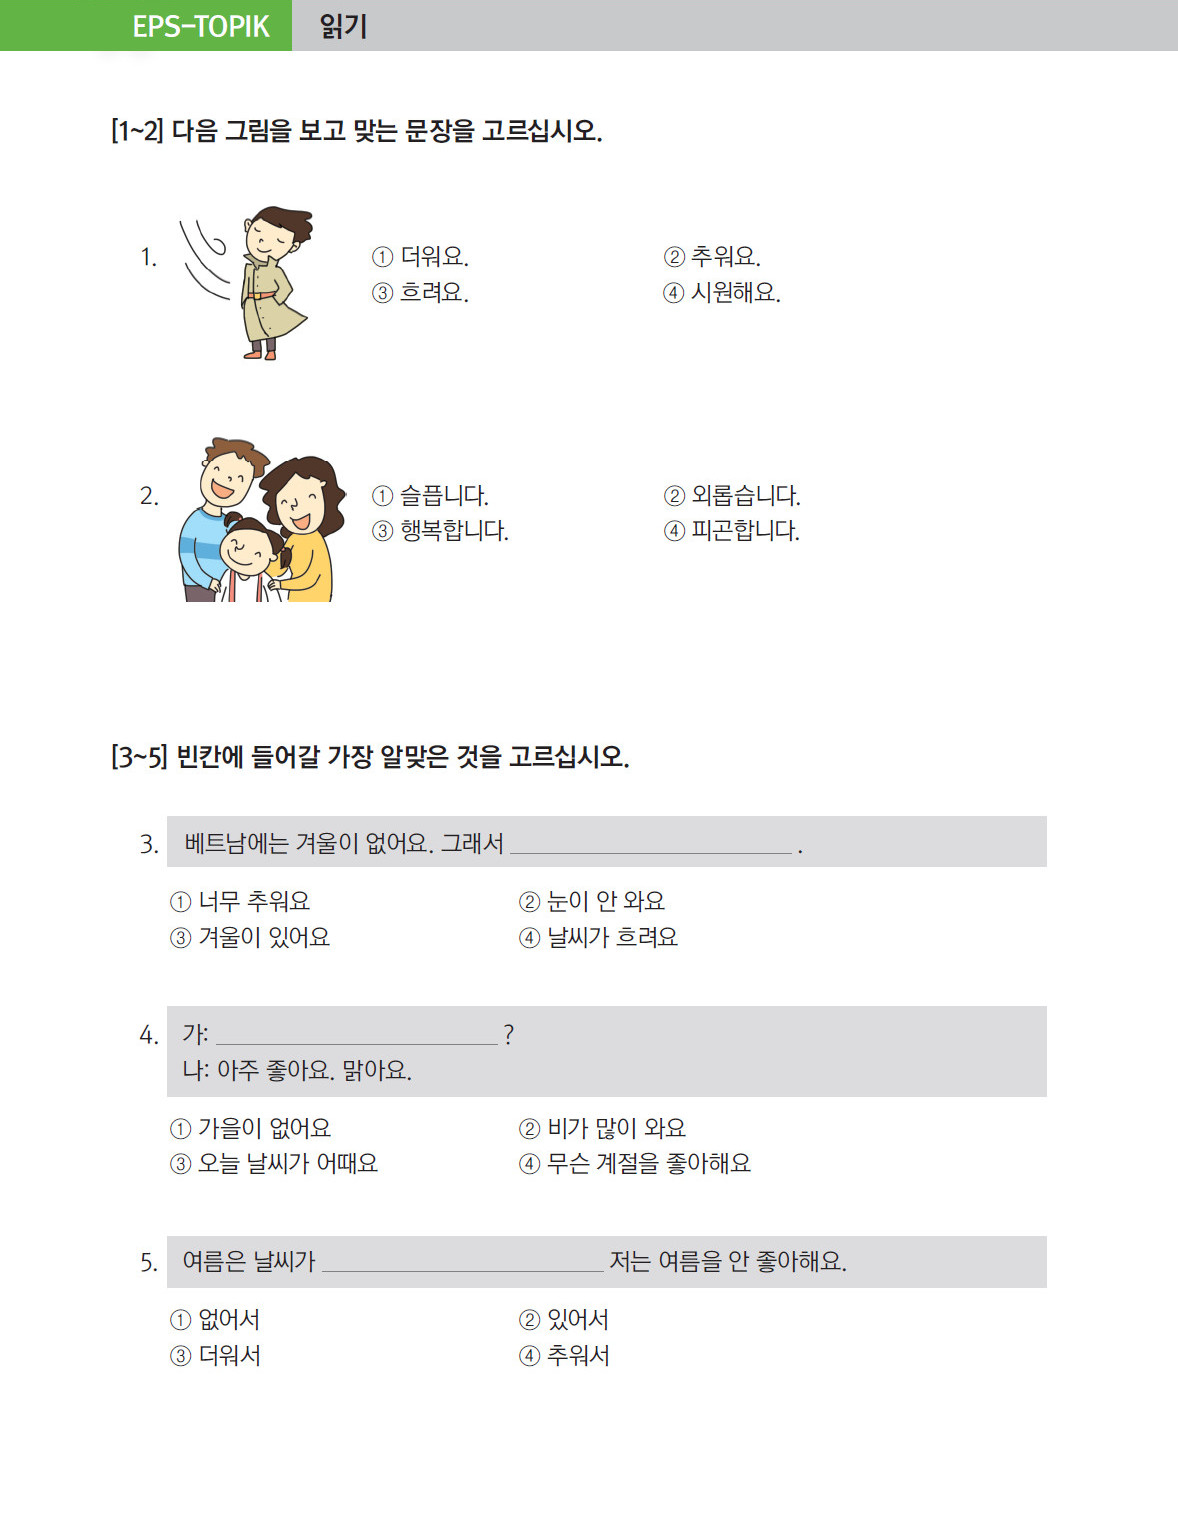 EPS-TOPIK 읽기
[1~2] 다음 그림을 보고 맞는 문장을 고르십시오.
1.
① 더워요. ② 추워요.
③ 흐려요. ④ 시원해요.
2.
① 슬픕니다. ② 외롭습니다.
③ 행복합니다. ④ 피곤합니다.
[3~5] 빈칸에 들어갈 가장 알맞은 것을 고르십시오.
3. 베트남에는 겨울이 없어요. 그래서 ____________________ .
① 너무 추워요 ② 눈이 안 와요
③ 겨울이 있어요 ④ 날씨가 흐려요
4. 가: ____________________ ?
나: 아주 좋아요. 맑아요.
① 가을이 없어요 ② 비가 많이 와요
③ 오늘 날씨가 어때요 ④ 무슨 계절을 좋아해요
5. 여름은 날씨가 ____________________ 저는 여름을 안 좋아해요.
① 없어서 ② 있어서
③ 더워서 ④ 추워서